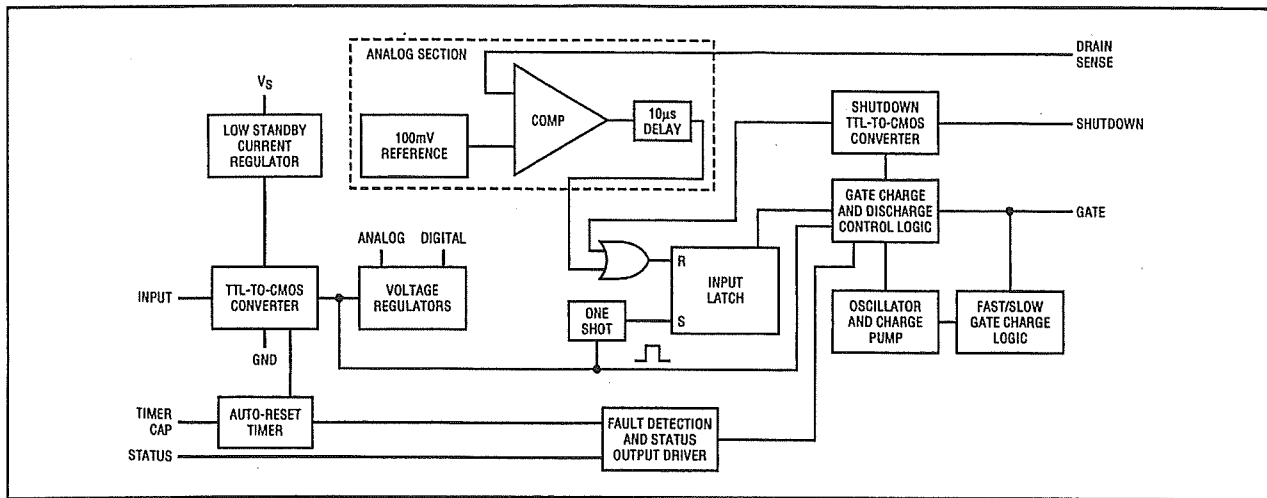 ANALOG SECTION
DRAIN
SENSE
VS
LOW STANDBY
CURRENT
REGULATOR
100mV
REFERENCE
COMP
10µs
DELAY
SHUTDOWN
TTL-TO-CMOS
CONVERTER
SHUTDOWN
GATE CHARGE
AND DISCHARGE
CONTROL LOGIC
GATE
ANALOG
DIGITAL
INPUT
TTL-TO-CMOS
CONVERTER
VOLTAGE
REGULATORS
R
INPUT
LATCH
S
ONE
SHOT
OSCILLATOR
AND CHARGE
PUMP
FAST/SLOW
GATE CHARGE
LOGIC
GND
TIMER
CAP
AUTO-RESET
TIMER
FAULT DETECTION
AND STATUS
OUTPUT DRIVER
STATUS